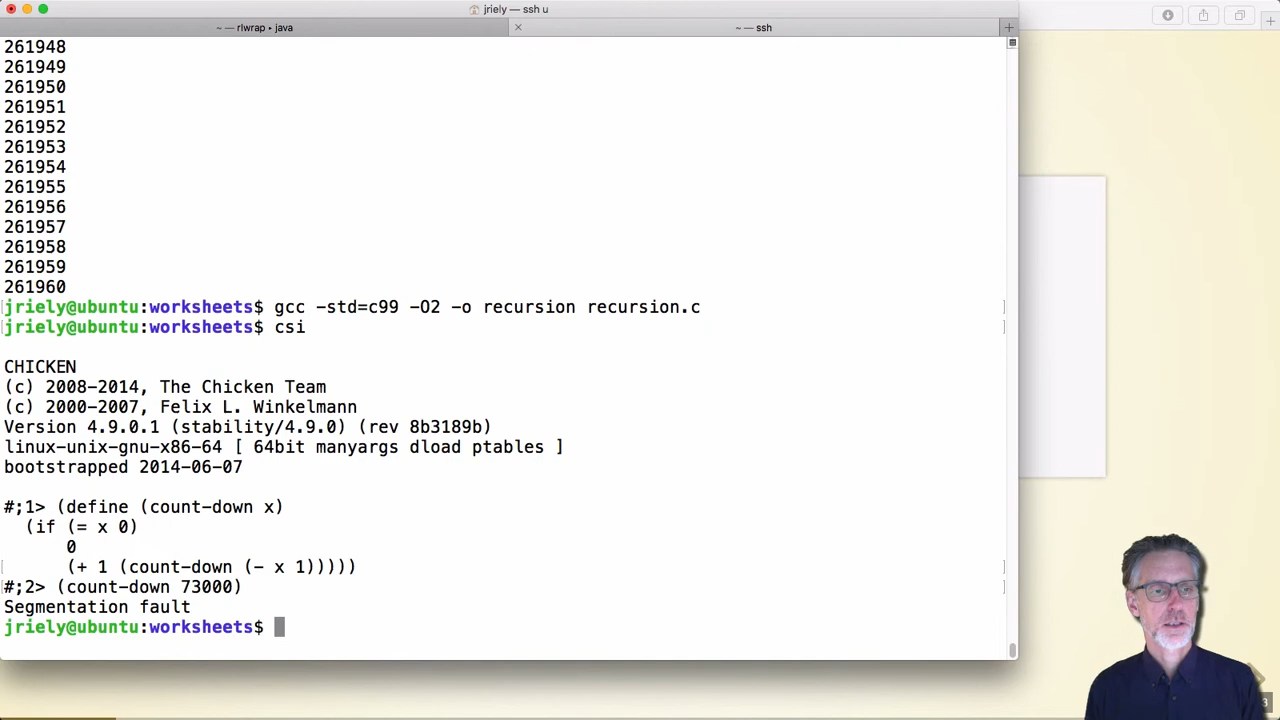 jriely — ssh u
~ — rlwrap ▸ java
~ — ssh
261948
261949
261950
261951
261952
261953
261954
261955
261956
261957
261958
261959
261960
jriely@ubuntu:worksheets$ gcc -std=c99 -O2 -o recursion recursion.c
jriely@ubuntu:worksheets$ csi
CHICKEN
(c) 2008-2014, The Chicken Team
(c) 2000-2007, Felix L. Winkelmann
Version 4.9.0.1 (stability/4.9.0) (rev 8b3189b)
linux-unix-gnu-x86-64 [ 64bit manyargs dload ptables ]
bootstrapped 2014-06-07
#;1> (define (count-down x)
(if (= x 0)
0
(+ 1 (count-down (- x 1)))))
#;2> (count-down 73000)
Segmentation fault
jriely@ubuntu:worksheets$